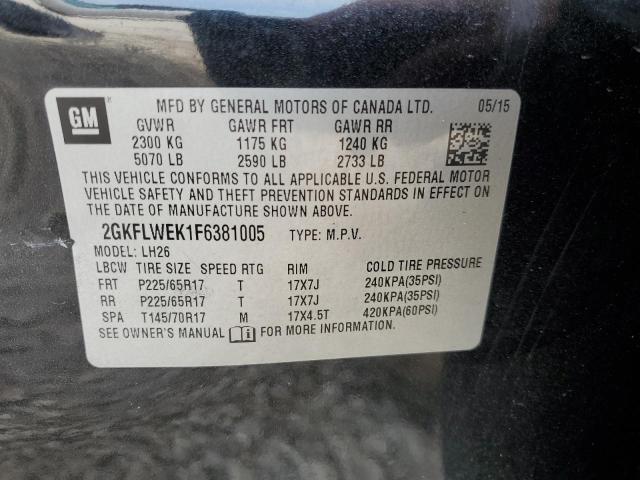 GM
MFD BY GENERAL MOTORS OF CANADA LTD. 05/15
GVWR GAWR FRT GAWR RR
2300 KG 1175 KG 1240 KG
5070 LB 2590 LB 2733 LB
THIS VEHICLE CONFORMS TO ALL APPLICABLE U.S. FEDERAL MOTOR
VEHICLE SAFETY AND THEFT PREVENTION STANDARDS IN EFFECT ON
THE DATE OF MANUFACTURE SHOWN ABOVE.
2GKFLWEK1F6381005 TYPE: M.P.V.
MODEL: LH26
LBCW TIRE SIZE SPEED RTG RIM COLD TIRE PRESSURE
FRT P225/65R17 T 17X7J 240KPA(35PSI)
RR P225/65R17 T 17X7J 240KPA(35PSI)
SPA T145/70R17 M 17X4.5T 420KPA(60PSI)
SEE OWNER'S MANUAL FOR MORE INFORMATION.